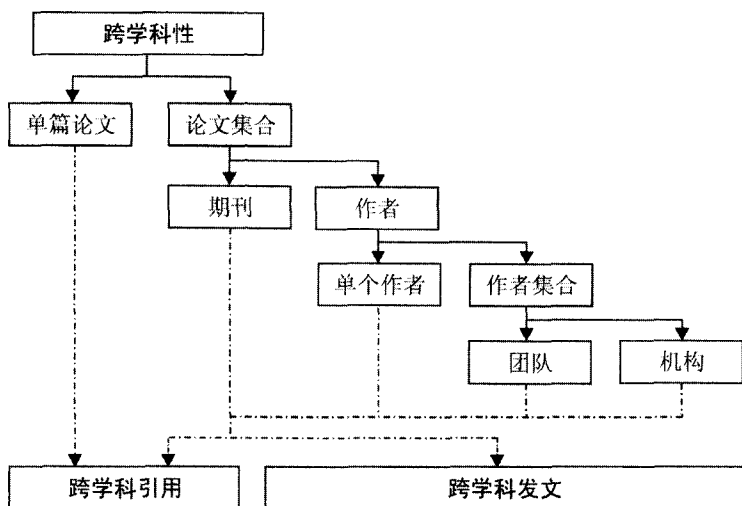 跨学科性
单篇论文
论文集合
期刊
作者
单个作者
作者集合
团队
机构
跨学科引用
跨学科发文